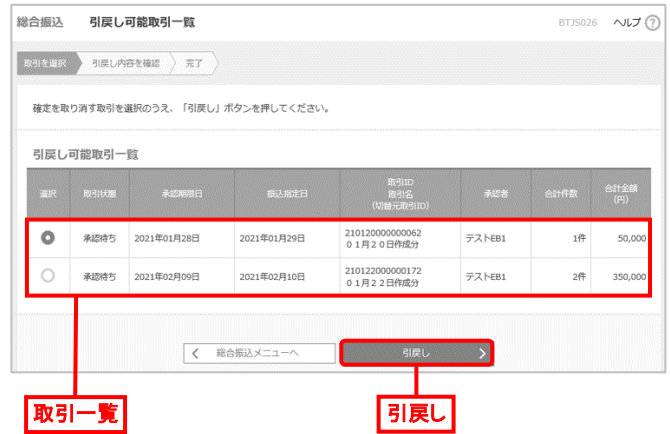 総合振込 引戻し可能取引一覧 BTJS026 ヘルプ ?
取引を選択 引戻し内容を確認 完了
確定を取り消す取引を選択のうえ、「引戻し」ボタンを押してください。
引戻し可能取引一覧
選択 取引状態 承認期限日 振込指定日 取引ID 取引名 (切替元取引ID) 承認者 合計件数 合計金額 (円)
承認待ち 2021年01月28日 2021年01月29日 210120000000062 テストEB1 1件 50,000
01月20日作成分
承認待ち 2021年02月09日 2021年02月10日 210122000000172 テストEB1 2件 350,000
01月22日作成分
総合振込メニューへ 引戻し
取引一覧 引戻し